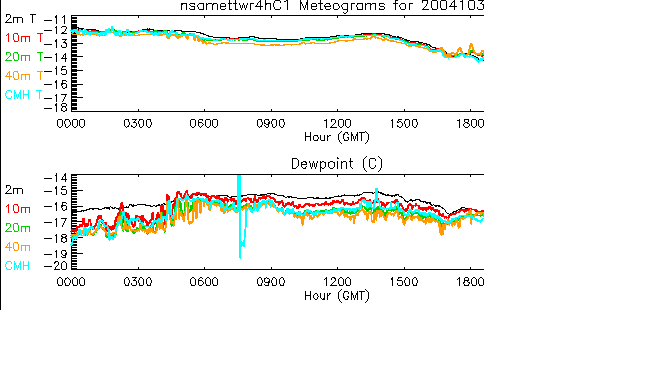 nsamettwr4hC1 Meteograms for 2004103
2m T
10m T
20m T
40m T
CMH T
-11
-12
-13
-14
-15
-16
-17
-18
0000 0300 0600 0900 1200 1500 1800
Hour (GMT)
Dewpoint (C)
2m
10m
20m
40m
CMH
-14
-15
-16
-17
-18
-19
-20
0000 0300 0600 0900 1200 1500 1800
Hour (GMT)